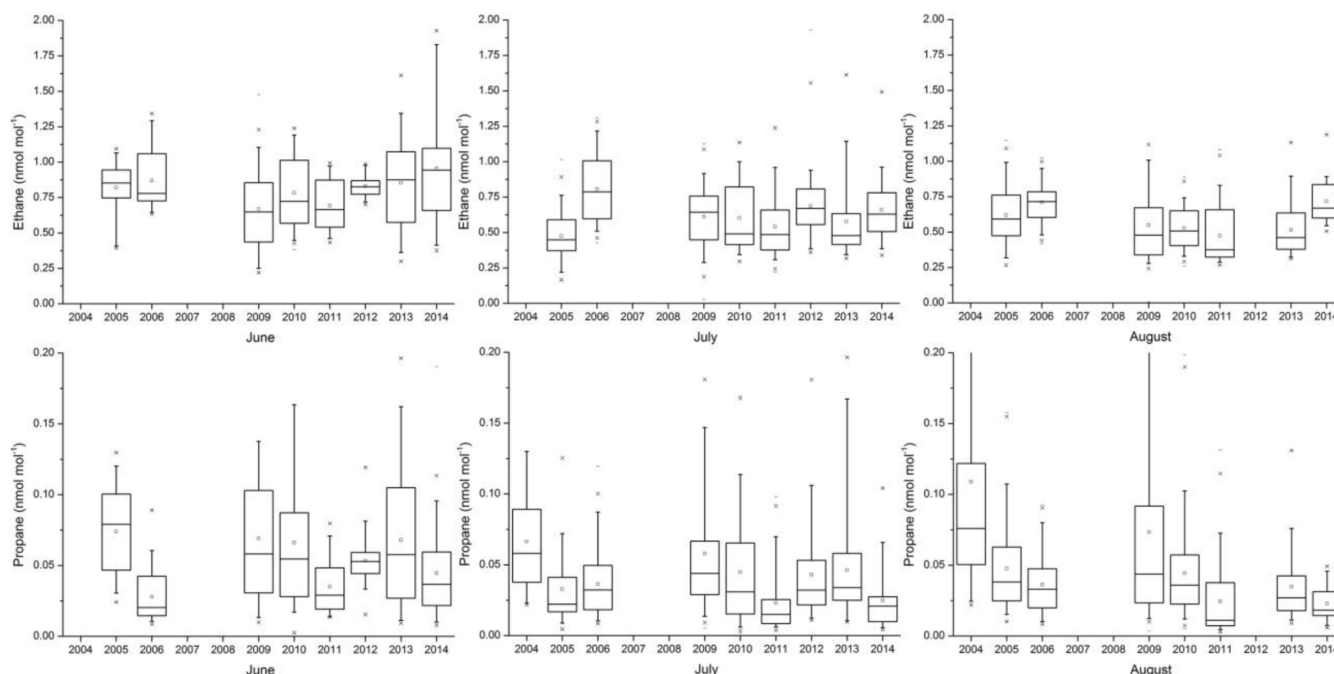 2.00 2.00 2.00
1.75 1.75 1.75
1.50 1.50 1.50
1.25 1.25 1.25
1.00 1.00 1.00
0.75 0.75 0.75
0.50 0.50 0.50
0.25 0.25 0.25
0.00 0.00 0.00
Ethane (nmol mol⁻¹) Ethane (nmol mol⁻¹) Ethane (nmol mol⁻¹)
2004 2005 2006 2007 2008 2009 2010 2011 2012 2013 2014 2004 2005 2006 2007 2008 2009 2010 2011 2012 2013 2014 2004 2005 2006 2007 2008 2009 2010 2011 2012 2013 2014
June July August
0.20 0.20 0.20
0.15 0.15 0.15
0.10 0.10 0.10
0.05 0.05 0.05
0.00 0.00 0.00
Propane (nmol mol⁻¹) Propane (nmol mol⁻¹) Propane (nmol mol⁻¹)
2004 2005 2006 2007 2008 2009 2010 2011 2012 2013 2014 2004 2005 2006 2007 2008 2009 2010 2011 2012 2013 2014 2004 2005 2006 2007 2008 2009 2010 2011 2012 2013 2014
June July August